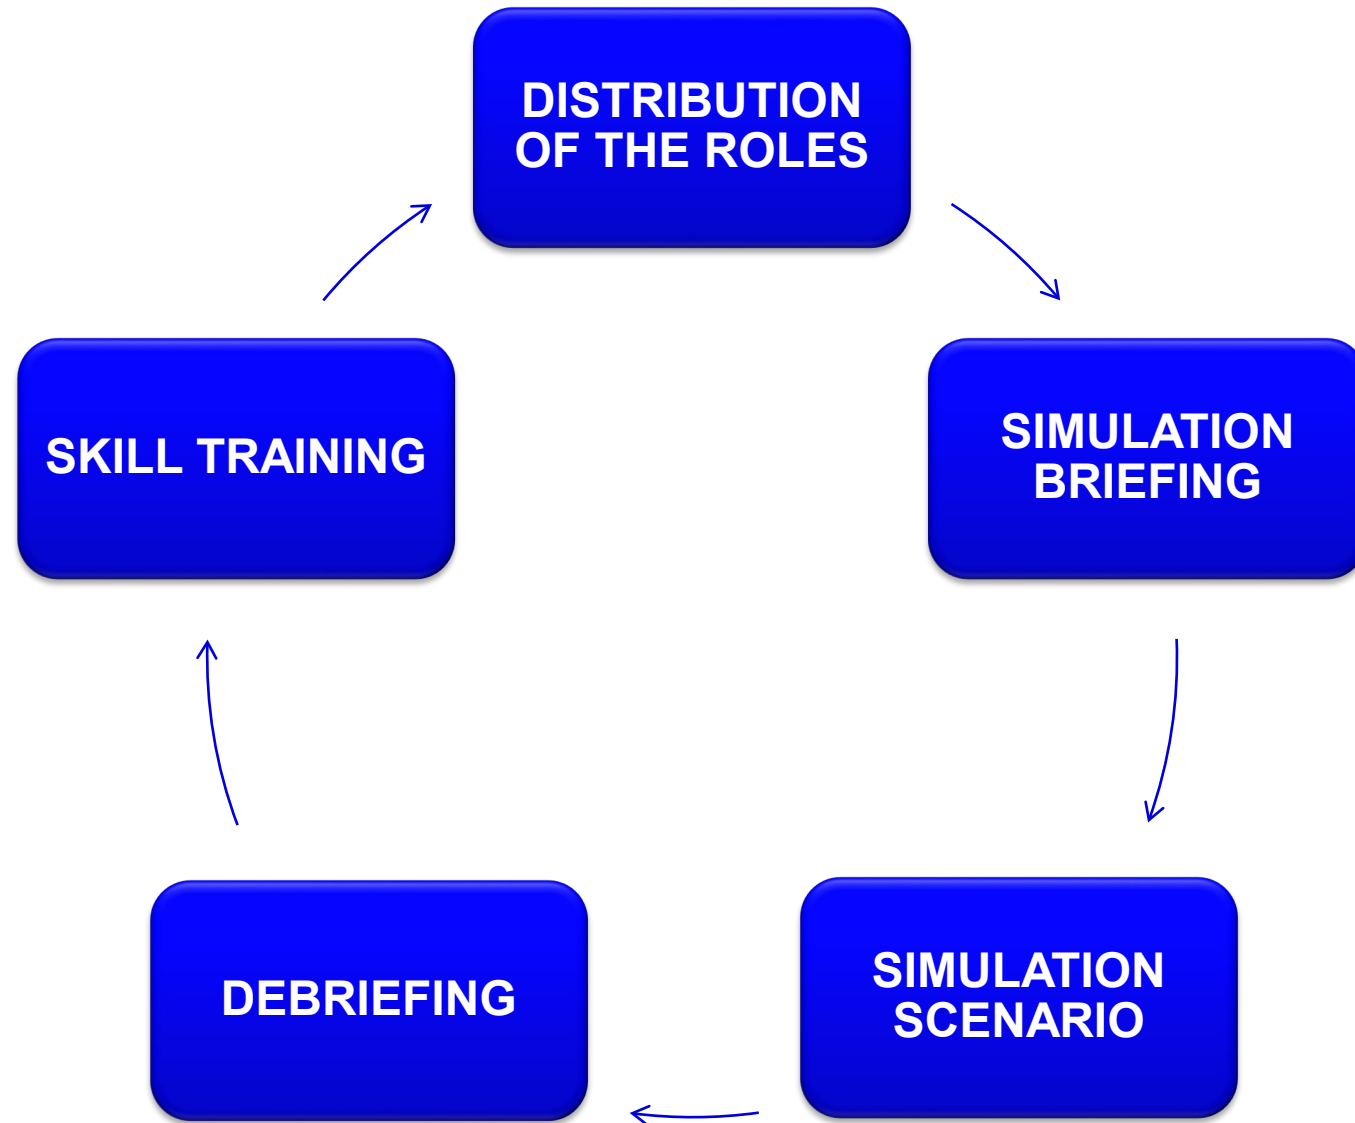 DISTRIBUTION
OF THE ROLES
SIMULATION
BRIEFING
SIMULATION
SCENARIO
DEBRIEFING
SKILL TRAINING